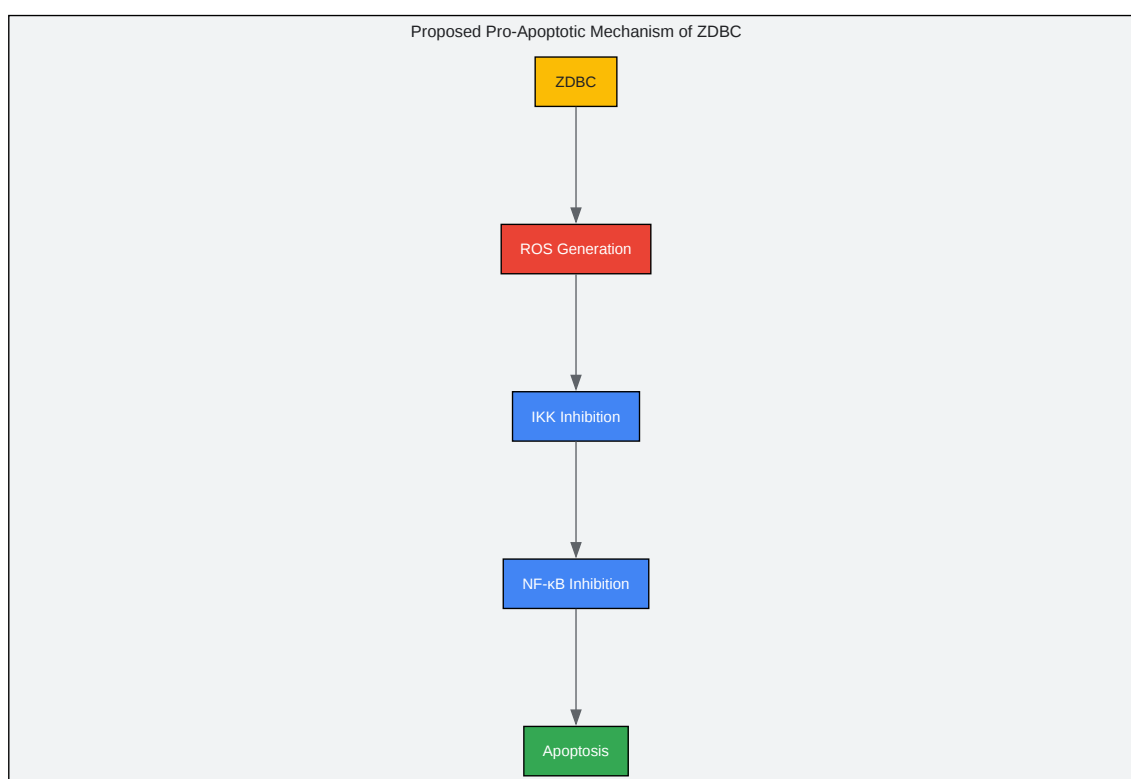 Proposed Pro-Apoptotic Mechanism of ZDBC
ZDBC
ROS Generation
IKK Inhibition
NF-κB Inhibition
Apoptosis